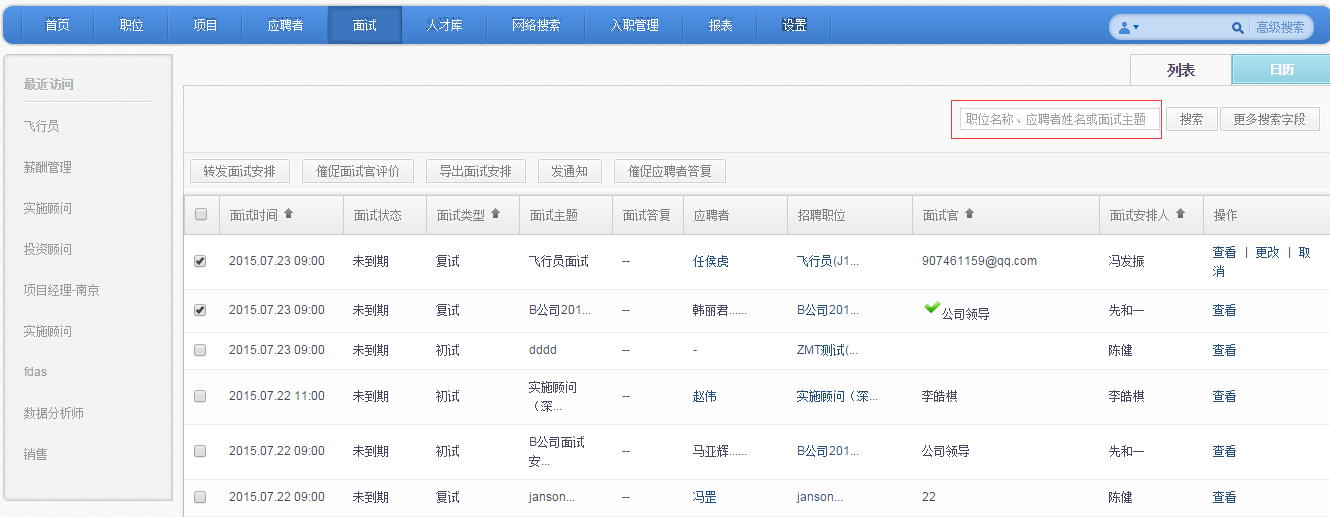 首页 职位 项目 应聘者 面试 人才库 网络搜索 入职管理 报表 设置 高级搜索
列表 日历
最近访问
飞行员
薪酬管理
实施顾问
投资顾问
项目经理-南京
实施顾问
fdas
数据分析师
销售
职位名称、应聘者姓名或面试主题 搜索 更多搜索字段
转发面试安排 催促面试官评价 导出面试安排 发通知 催促应聘者答复
面试时间 面试状态 面试类型 面试主题 面试答复 应聘者 招聘职位 面试官 面试安排人 操作
2015.07.23 09:00 未到期 复试 飞行员面试 -- 任侯虎 飞行员(J1... 907461159@qq.com 冯发振 查看 | 更改 | 取
消
2015.07.23 09:00 未到期 复试 B公司201... -- 韩丽君...... B公司201... 公司领导 先和一 查看
2015.07.23 09:00 未到期 初试 dddd -- - ZMT测试(... 陈健 查看
2015.07.22 11:00 未到期 初试 实施顾问
（深... -- 赵伟 实施顾问（深... 李皓棋 李皓棋 查看
2015.07.22 09:00 未到期 初试 B公司面试
安... -- 马亚辉...... B公司201... 公司领导 先和一 查看
2015.07.22 09:00 未到期 复试 janson... -- 冯罡 janson... 22 陈健 查看